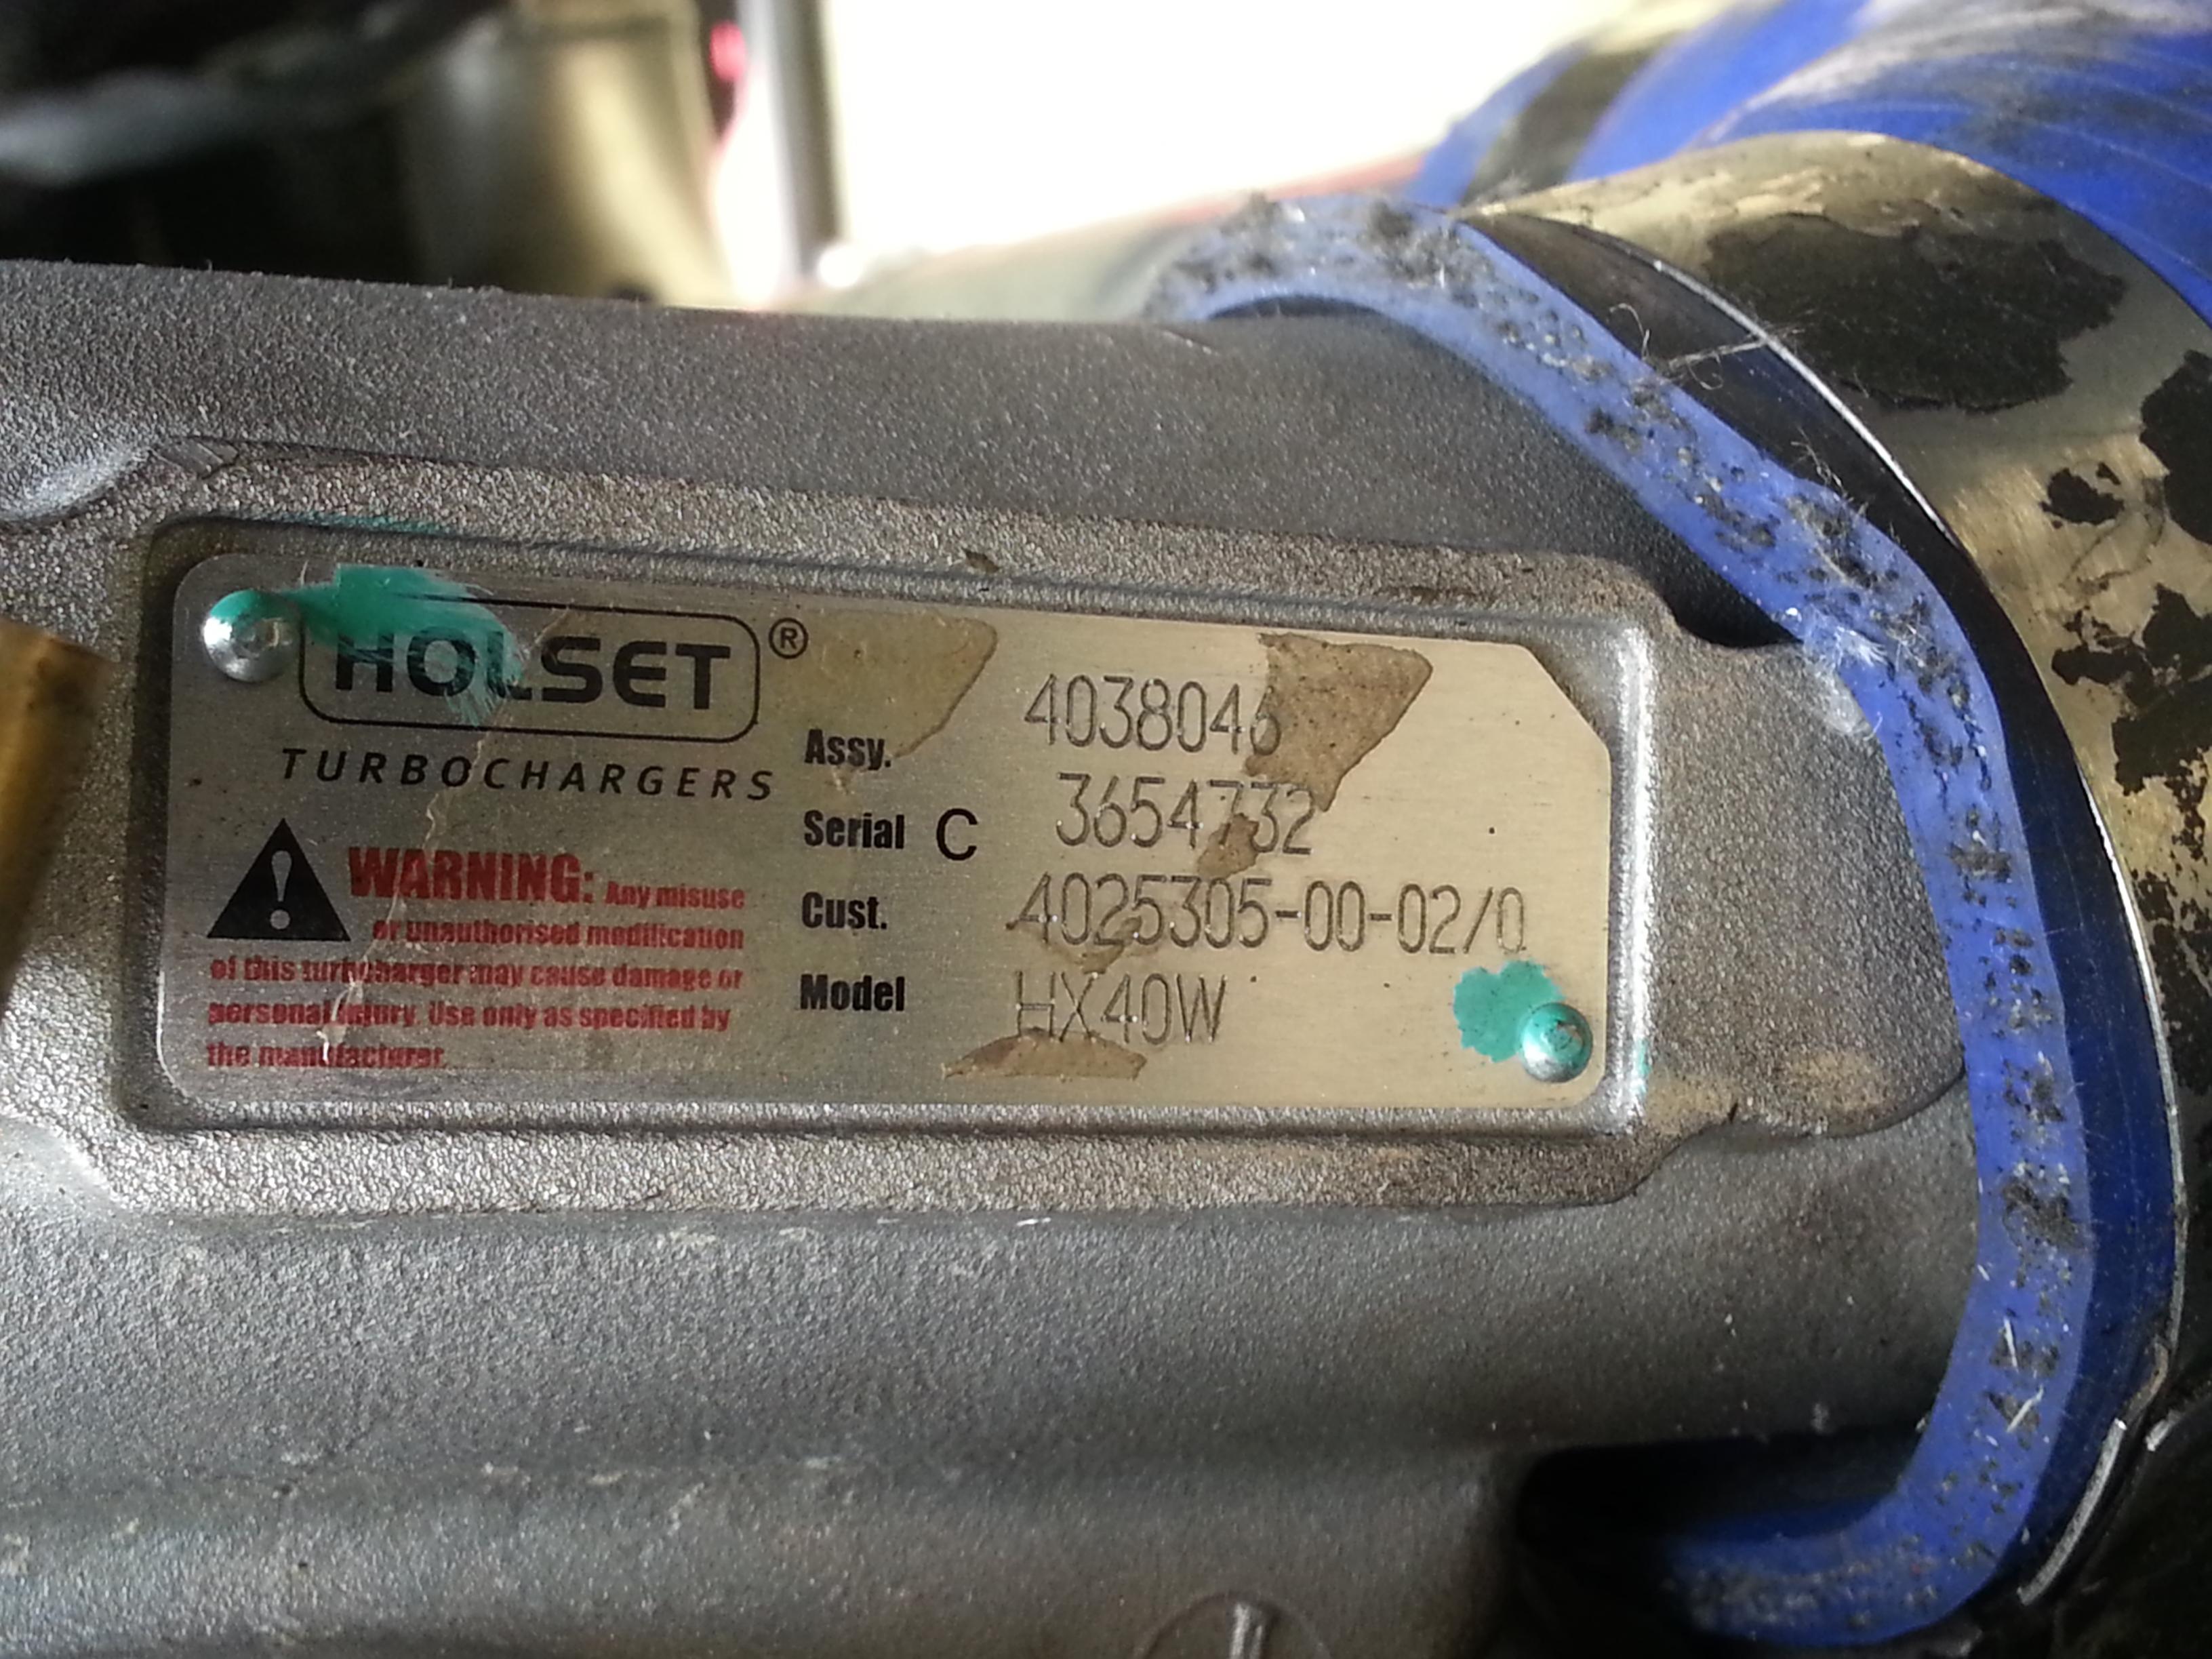 HOLSET ®
TURBOCHARGERS
WARNING: Any misuse
or unauthorised modification
of this turbocharger may cause damage or
personal injury. Use only as specified by
the manufacturer.
Assy. 4038046
Serial C 3654732
Cust. 4025305-00-02/0
Model HX40W